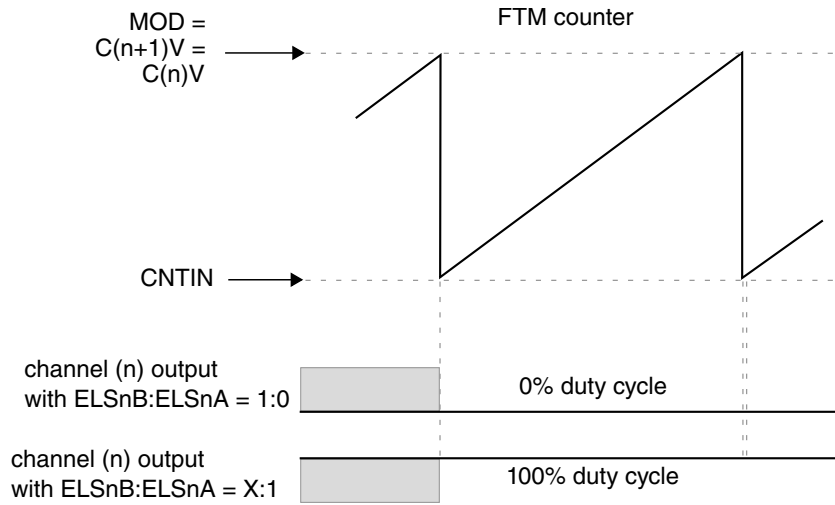 FTM counter
MOD =
C(n+1)V =
C(n)V
CNTIN
channel (n) output
with ELSnB:ELSnA = 1:0
0% duty cycle
channel (n) output
with ELSnB:ELSnA = X:1
100% duty cycle